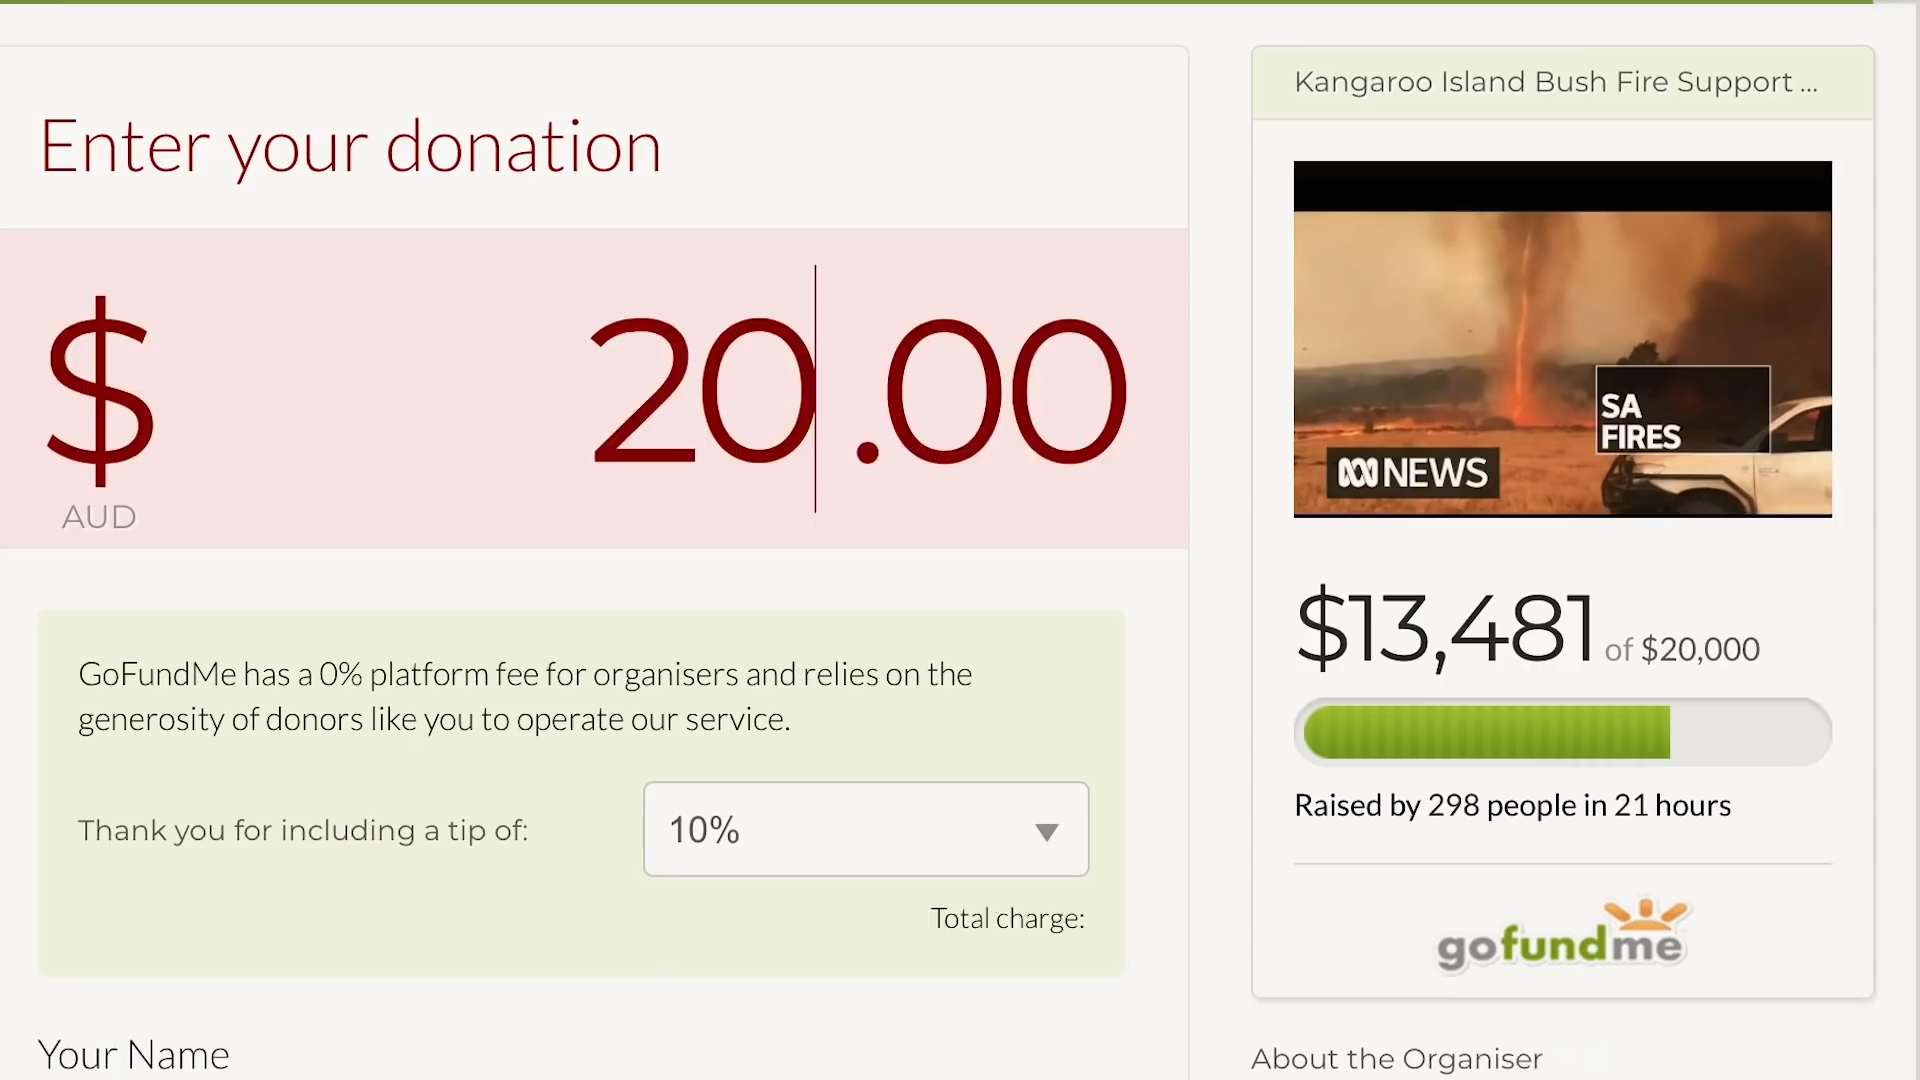 Enter your donation
$ 20.00
AUD
GoFundMe has a 0% platform fee for organisers and relies on the
generosity of donors like you to operate our service.
Thank you for including a tip of:
10%
Total charge:
Your Name
Kangaroo Island Bush Fire Support ...
SA
FIRES
NEWS
$13,481 of $20,000
Raised by 298 people in 21 hours
gofundme
About the Organiser